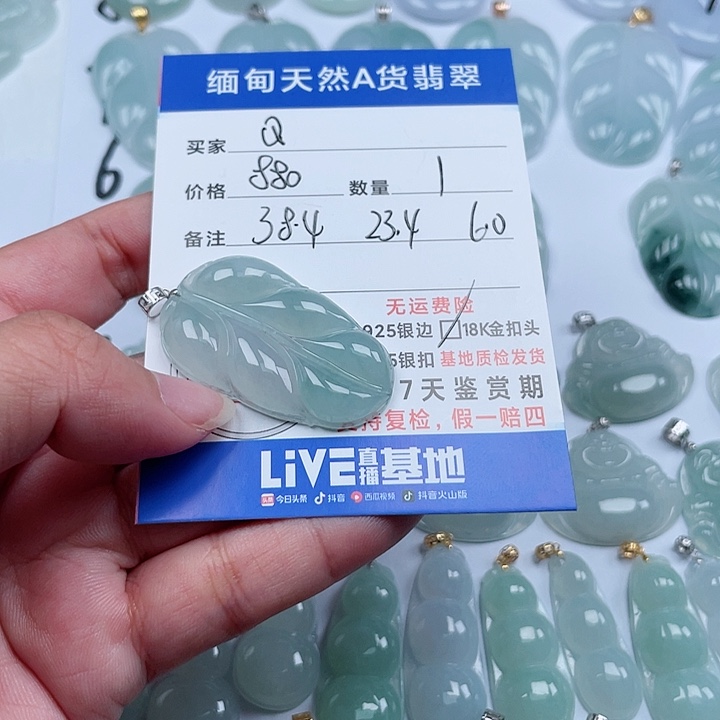 缅甸天然A货翡翠
买家 Q
价格 880 数量 1
备注 38.4 23.4 6.0
无运费险
925银边 18K金扣头
银扣 基地质检发货
7天鉴赏期
持复检，假一赔四
LiVE直播基地
今日头条 抖音 西瓜视频 抖音火山版
6